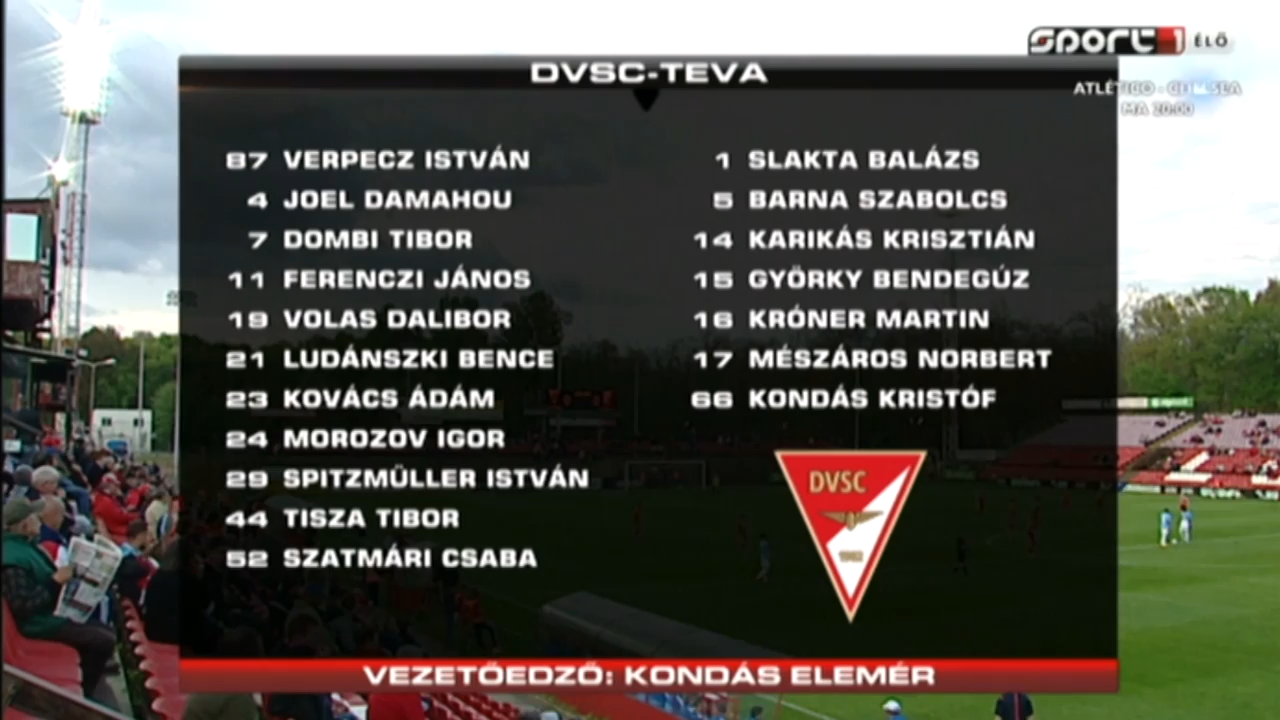 sport1 ÉLŐ
ATLÉTICO - CHELSEA
MA 20:00
DVSC-TEVA
87 VERPECZ ISTVÁN
4 JOEL DAMAHOU
7 DOMBI TIBOR
11 FERENCZI JÁNOS
19 VOLAS DALIBOR
21 LUDÁNSZKI BENCE
23 KOVÁCS ÁDÁM
24 MOROZOV IGOR
29 SPITZMÜLLER ISTVÁN
44 TISZA TIBOR
52 SZATMÁRI CSABA
1 SLAKTA BALÁZS
5 BARNA SZABOLCS
14 KARIKÁS KRISZTIÁN
15 GYÖRKY BENDEGÚZ
16 KRÓNER MARTIN
17 MÉSZÁROS NORBERT
66 KONDÁS KRISTÓF
DVSC
1902
VEZETŐEDZŐ: KONDÁS ELEMÉR